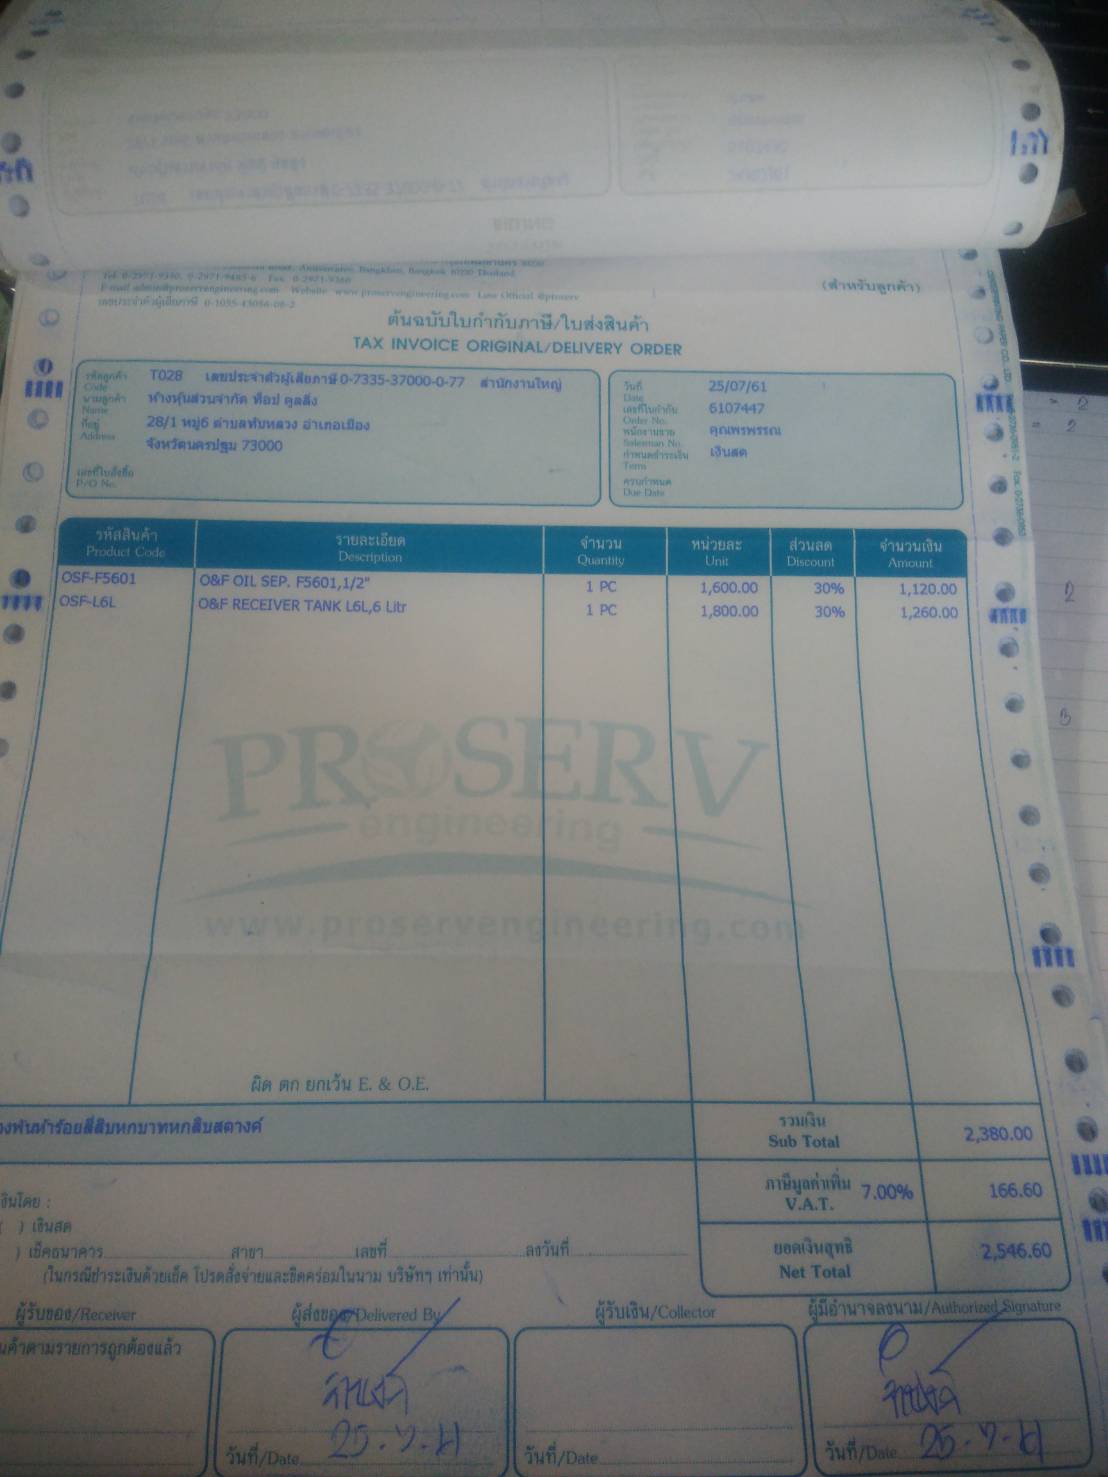 Tel. 0-2971-9350, 0-2971-9485-6 Fax. 0-2971-9360
E-mail admin@proservengineering.com Website www.proservengineering.com Line Official @proserv
เลขประจำตัวผู้เสียภาษี 0-1055-43056-08-2
(สำหรับลูกค้า)
ต้นฉบับใบกำกับภาษี/ใบส่งสินค้า
TAX INVOICE ORIGINAL/DELIVERY ORDER
รหัสลูกค้า T028 เลขประจำตัวผู้เสียภาษี 0-7335-37000-0-77 สำนักงานใหญ่
Code
นามลูกค้า ห้างหุ้นส่วนจำกัด ท็อป คูลลิ่ง
Name
ที่อยู่ 28/1 หมู่6 ตำบลทับหลวง อำเภอเมือง
Address จังหวัดนครปฐม 73000
เลขที่ใบสั่งซื้อ
P/O No.
วันที่ 25/07/61
Date
เลขที่ใบกำกับ 6107447
Order No.
พนักงานขาย คุณพรพรรณ
Salesman No.
กำหนดชำระเงิน เงินสด
Term
ครบกำหนด
Due Date
รหัสสินค้า รายละเอียด จำนวน หน่วยละ ส่วนลด จำนวนเงิน
Product Code Description Quantity Unit Discount Amount
OSF-F5601 O&F OIL SEP. F5601,1/2" 1 PC 1,600.00 30% 1,120.00
OSF-L6L O&F RECEIVER TANK L6L,6 Litr 1 PC 1,800.00 30% 1,260.00
PROSERV
engineering
www.proservengineering.com
ผิด ตก ยกเว้น E. & O.E.
งพันห้าร้อยสี่สิบหกบาทหกสิบสตางค์
รวมเงิน
Sub Total 2,380.00
ภาษีมูลค่าเพิ่ม 7.00% 166.60
V.A.T.
ยอดเงินสุทธิ 2,546.60
Net Total
งินโดย :
( ) เงินสด
) เช็คธนาคาร สาขา เลขที่ ลงวันที่
(ในกรณีชำระเงินด้วยเช็ค โปรดสั่งจ่ายและขีดคร่อมในนาม บริษัทฯ เท่านั้น)
ผู้รับของ/Receiver ผู้ส่งของ/Delivered By ผู้รับเงิน/Collector ผู้มีอำนาจลงนาม/Authorized Signature
นค้าตามรายการถูกต้องแล้ว
วันที่/Date 25-7-61 วันที่/Date วันที่/Date 25-7-61